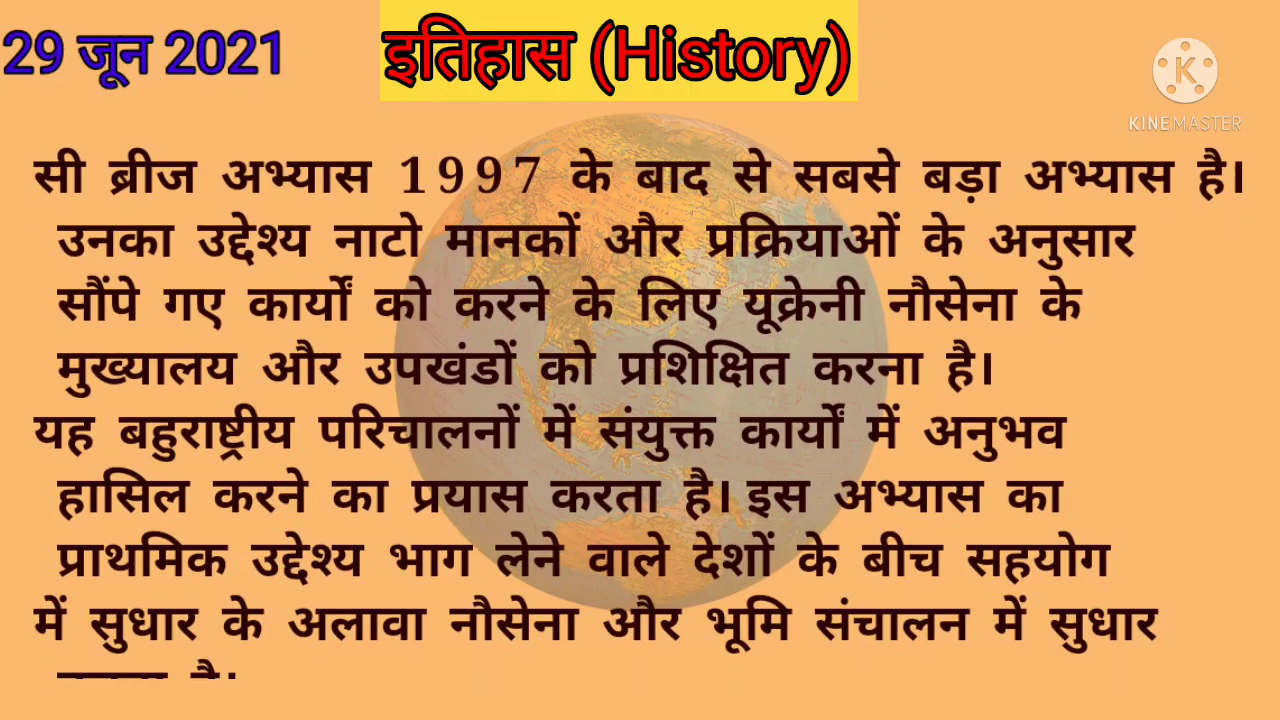 29 जून 2021
इतिहास (History)
K
KINEMASTER
सी ब्रीज अभ्यास 1997 के बाद से सबसे बड़ा अभ्यास है।
उनका उद्देश्य नाटो मानकों और प्रक्रियाओं के अनुसार
सौंपे गए कार्यों को करने के लिए यूक्रेनी नौसेना के
मुख्यालय और उपखंडों को प्रशिक्षित करना है।
यह बहुराष्ट्रीय परिचालनों में संयुक्त कार्यों में अनुभव
हासिल करने का प्रयास करता है। इस अभ्यास का
प्राथमिक उद्देश्य भाग लेने वाले देशों के बीच सहयोग
में सुधार के अलावा नौसेना और भूमि संचालन में सुधार
है।